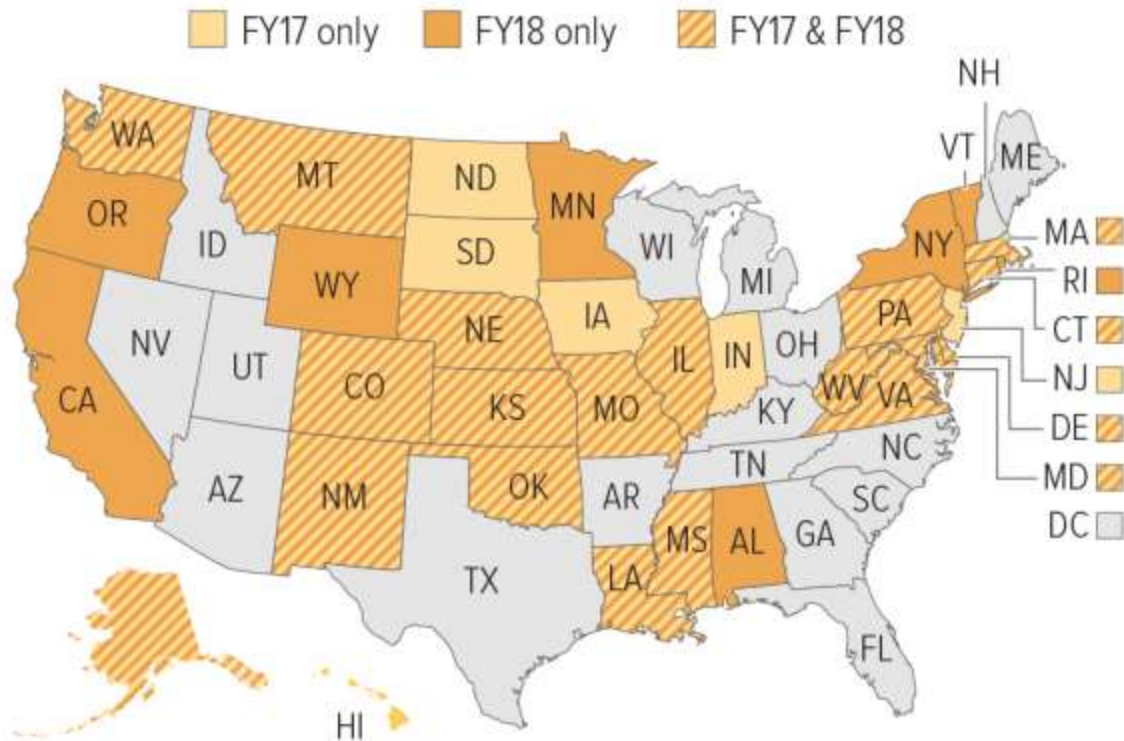 FY17 only FY18 only FY17 & FY18
NH
WA
VT
ME
MT
ND
MN
OR
MA
ID
WI
NY
SD
WY
MI
RI
IA
PA
NE
CT
NV
OH
IL
IN
UT
NJ
CO
WV
CA
KS
MO
VA
KY
DE
NC
TN
AZ
NM
OK
MD
AR
SC
DC
MS
AL
GA
LA
TX
FL
HI